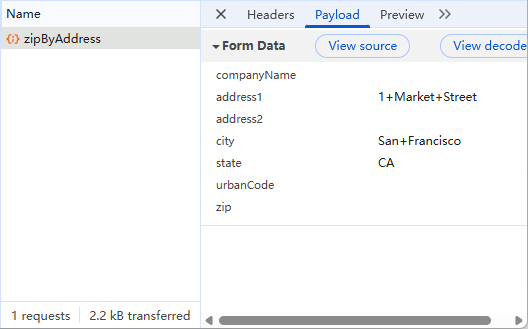 Name
zipByAddress
1 requests 2.2 kB transferred
Headers Payload Preview
Form Data View source View decode
companyName
address1 1+Market+Street
address2
city San+Francisco
state CA
urbanCode
zip